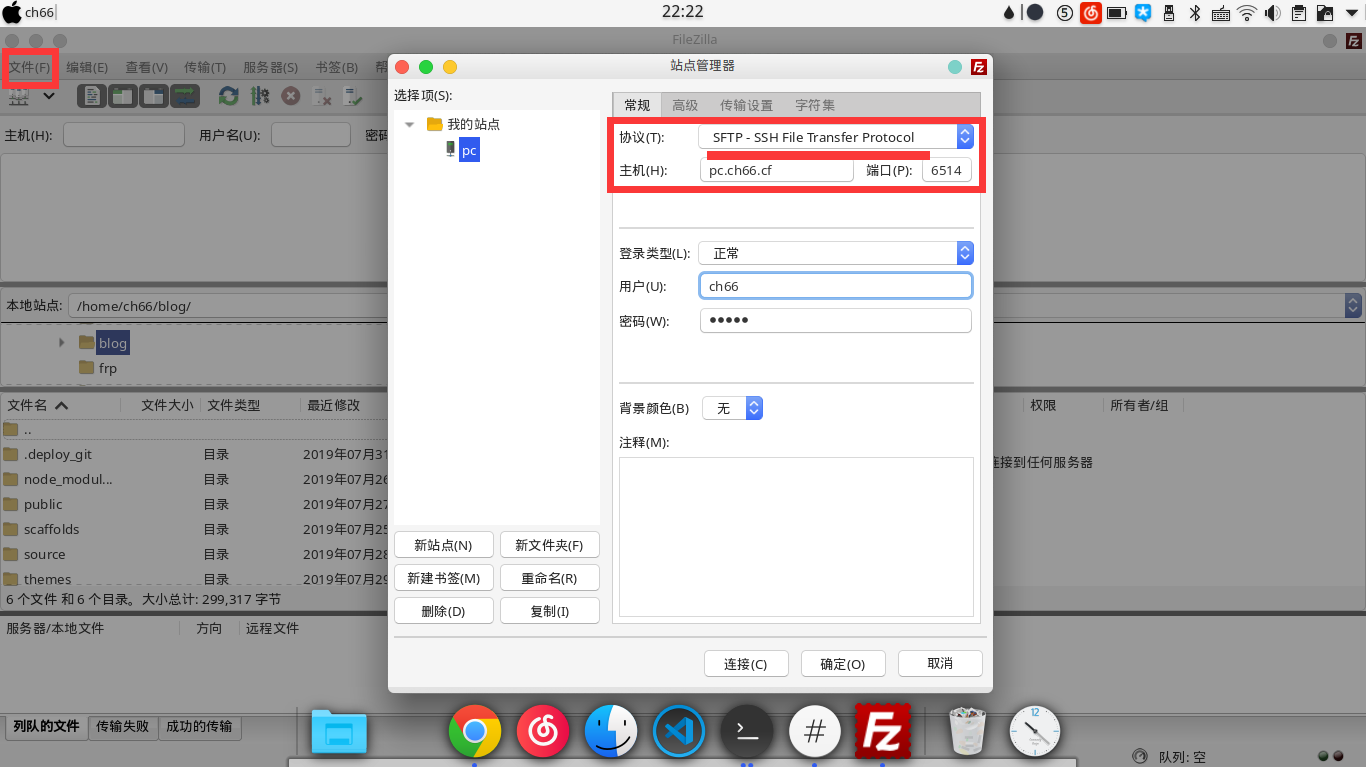 ch66
22:22
FileZilla
文件(F) 编辑(E) 查看(V) 传输(T) 服务器(S) 书签(B) 帮
主机(H): 用户名(U): 密码
站点管理器
选择项(S):
我的站点
pc
常规 高级 传输设置 字符集
协议(T): SFTP - SSH File Transfer Protocol
主机(H): pc.ch66.cf 端口(P): 6514
登录类型(L): 正常
用户(U): ch66
密码(W): ●●●●●
背景颜色(B) 无
注释(M):
新站点(N) 新文件夹(F)
新建书签(M) 重命名(R)
删除(D) 复制(I)
连接(C) 确定(O) 取消
本地站点: /home/ch66/blog/
blog
frp
文件名 文件大小 文件类型 最近修改
..
.deploy_git 目录 2019年07月31
node_modul... 目录 2019年07月26
public 目录 2019年07月27
scaffolds 目录 2019年07月25
source 目录 2019年07月28
themes 目录 2019年07月29
6 个文件 和 6 个目录。大小总计: 299,317 字节
权限 所有者/组
连接到任何服务器
服务器/本地文件 方向 远程文件
列队的文件 传输失败 成功的传输
队列: 空